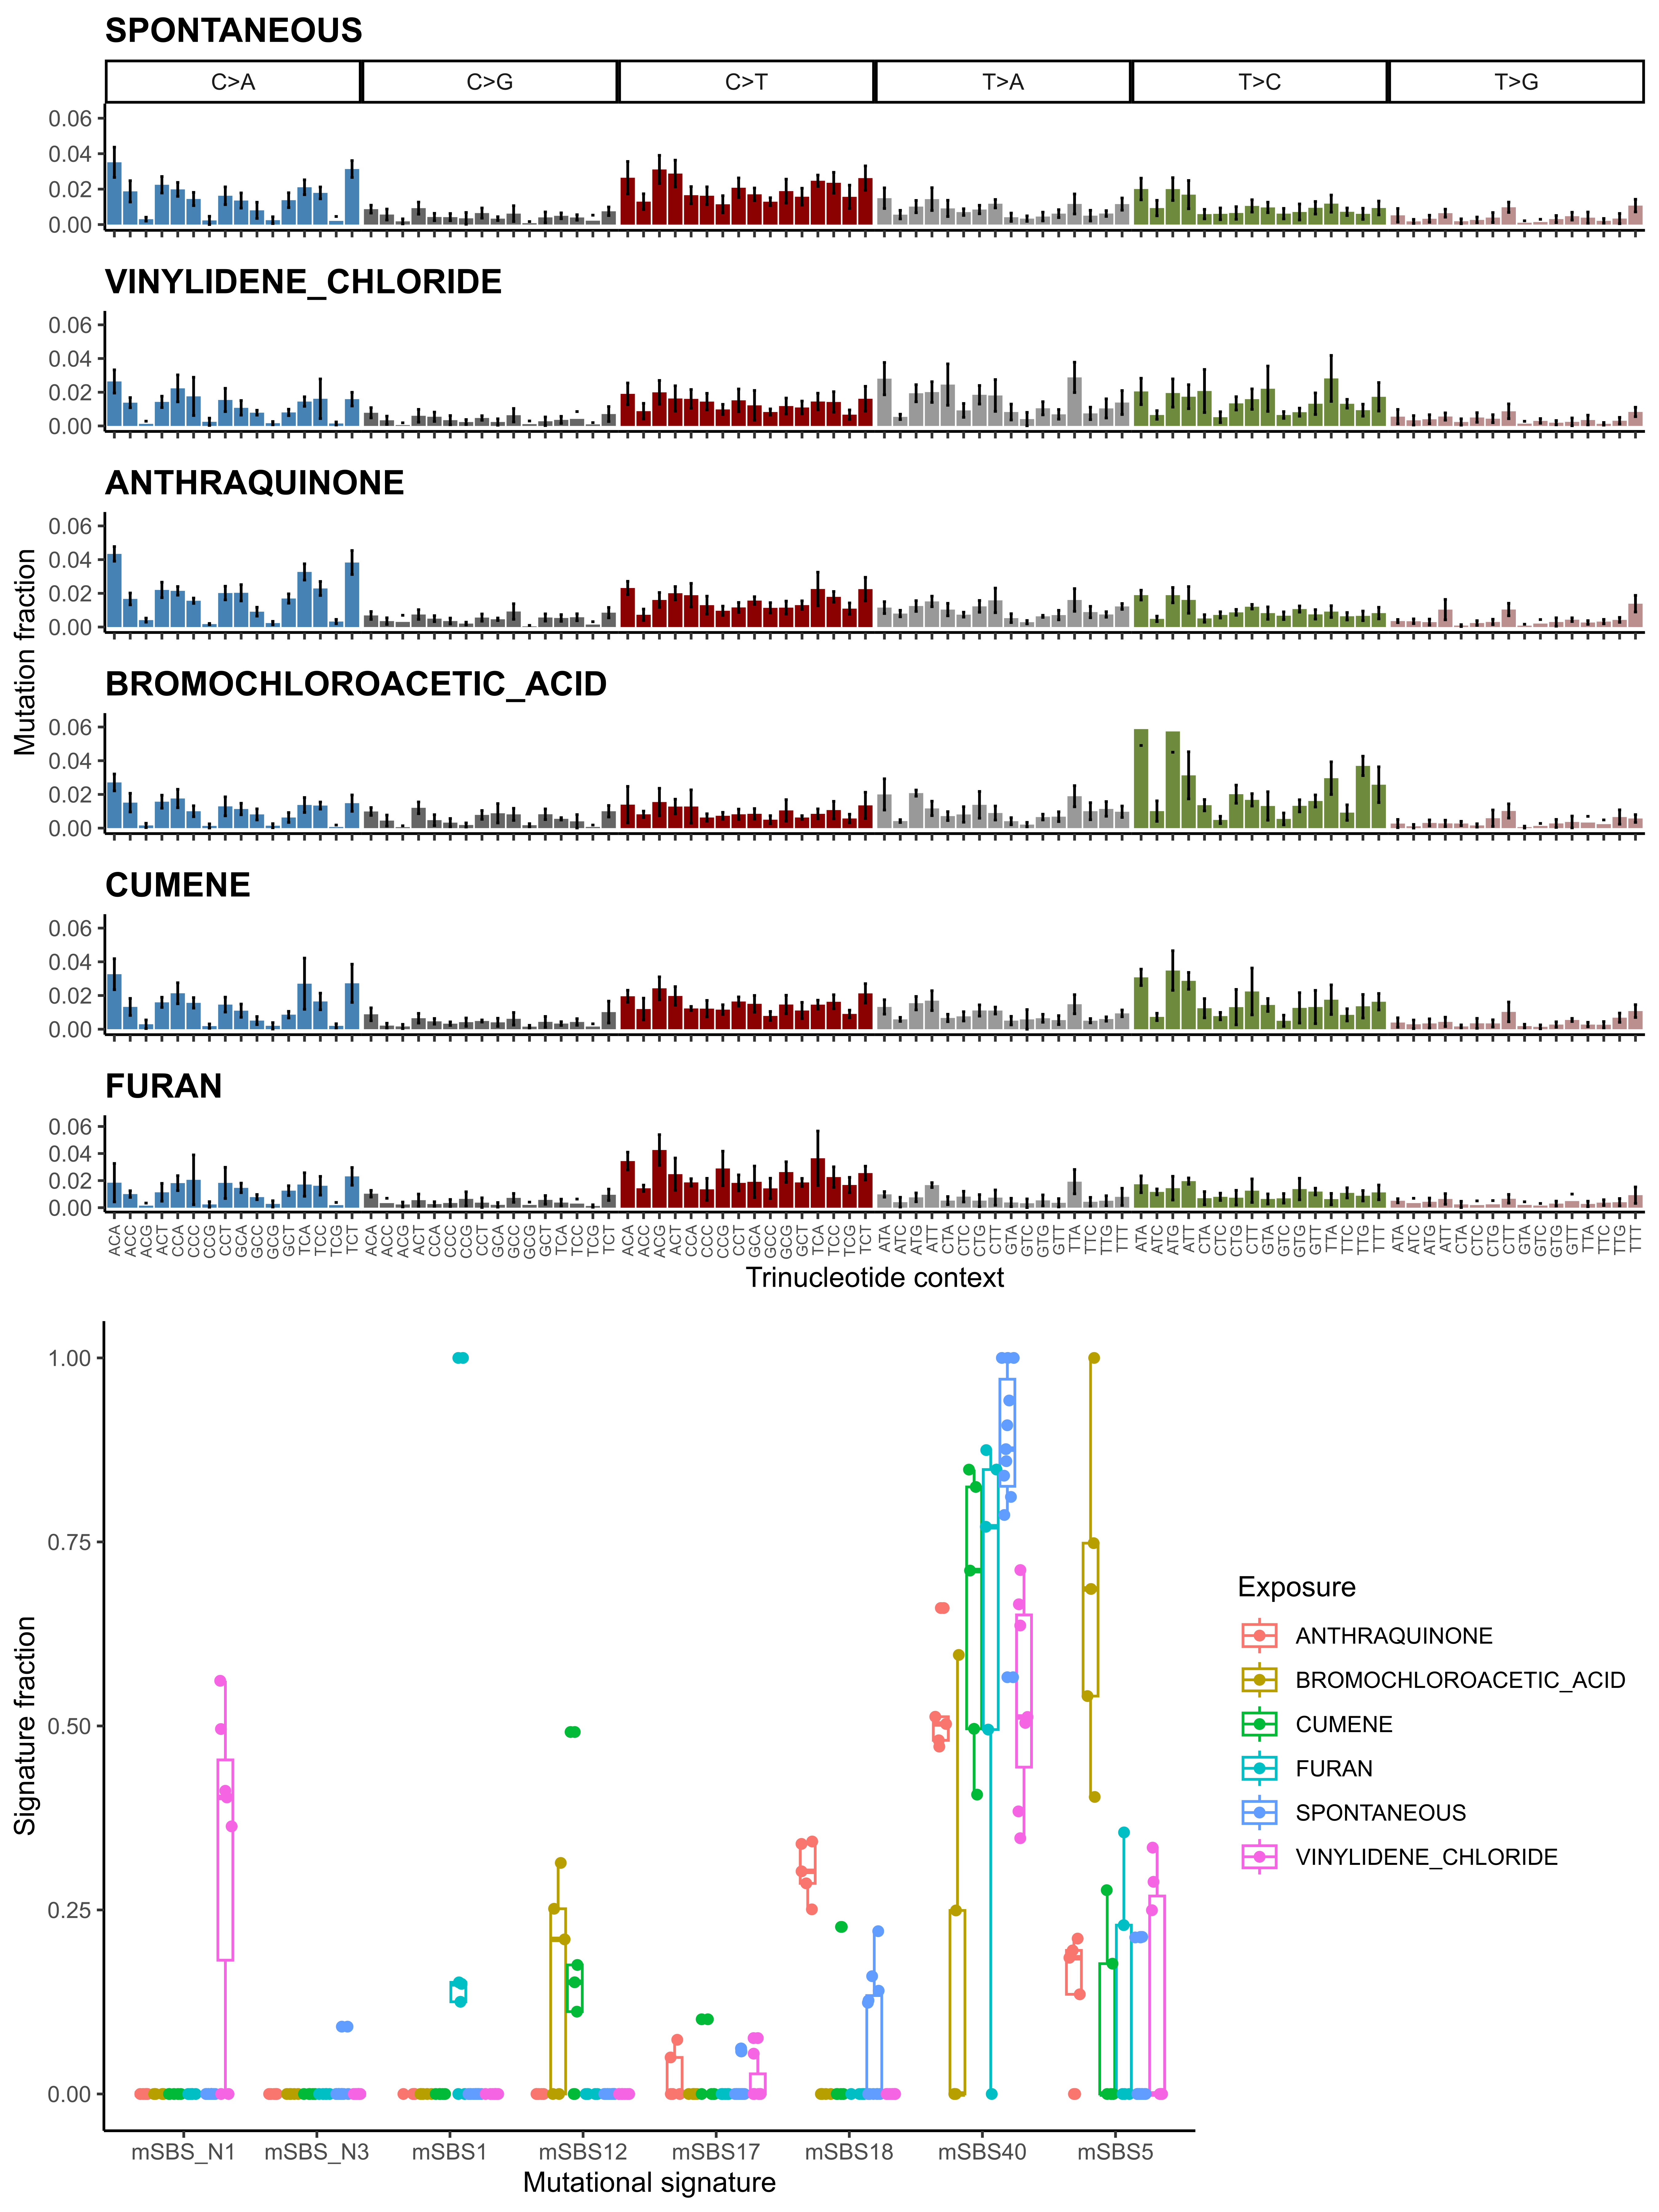 SPONTANEOUS
C>A C>G C>T T>A T>C T>G
0.06
0.04
0.02
0.00
VINYLIDENE_CHLORIDE
0.06
0.04
0.02
0.00
ANTHRAQUINONE
0.06
0.04
0.02
0.00
Mutation fraction
BROMOCHLOROACETIC_ACID
0.06
0.04
0.02
0.00
CUMENE
0.06
0.04
0.02
0.00
FURAN
0.06
0.04
0.02
0.00
ACA ACC ACG ACT CCA CCC CCG CCT GCA GCC GCG GCT TCA TCC TCG TCT ACA ACC ACG ACT CCA CCC CCG CCT GCA GCC GCG GCT TCA TCC TCG TCT ACA ACC ACG ACT CCA CCC CCG CCT GCA GCC GCG GCT TCA TCC TCG TCT ATA ATC ATG ATT CTA CTC CTG CTT GTA GTC GTG GTT TTA TTC TTG TTT ATA ATC ATG ATT CTA CTC CTG CTT GTA GTC GTG GTT TTA TTC TTG TTT ATA ATC ATG ATT CTA CTC CTG CTT GTA GTC GTG GTT TTA TTC TTG TTT
Trinucleotide context
1.00
0.75
0.50
0.25
0.00
Signature fraction
mSBS_N1 mSBS_N3 mSBS1 mSBS12 mSBS17 mSBS18 mSBS40 mSBS5
Mutational signature
Exposure
ANTHRAQUINONE
BROMOCHLOROACETIC_ACID
CUMENE
FURAN
SPONTANEOUS
VINYLIDENE_CHLORIDE